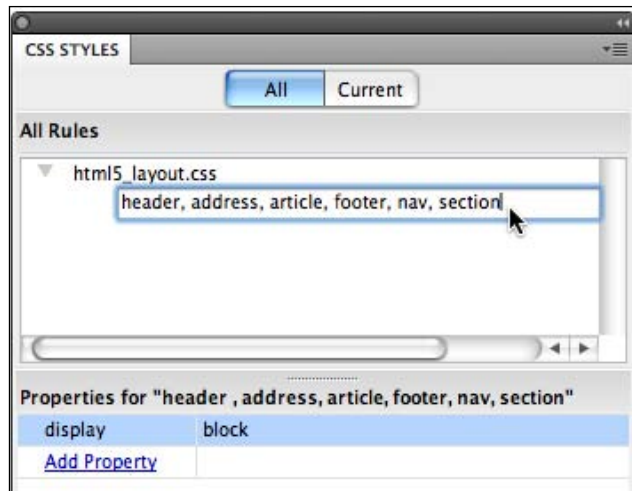 CSS STYLES
All Current
All Rules
html5_layout.css
header, address, article, footer, nav, section
Properties for "header , address, article, footer, nav, section"
display block
Add Property